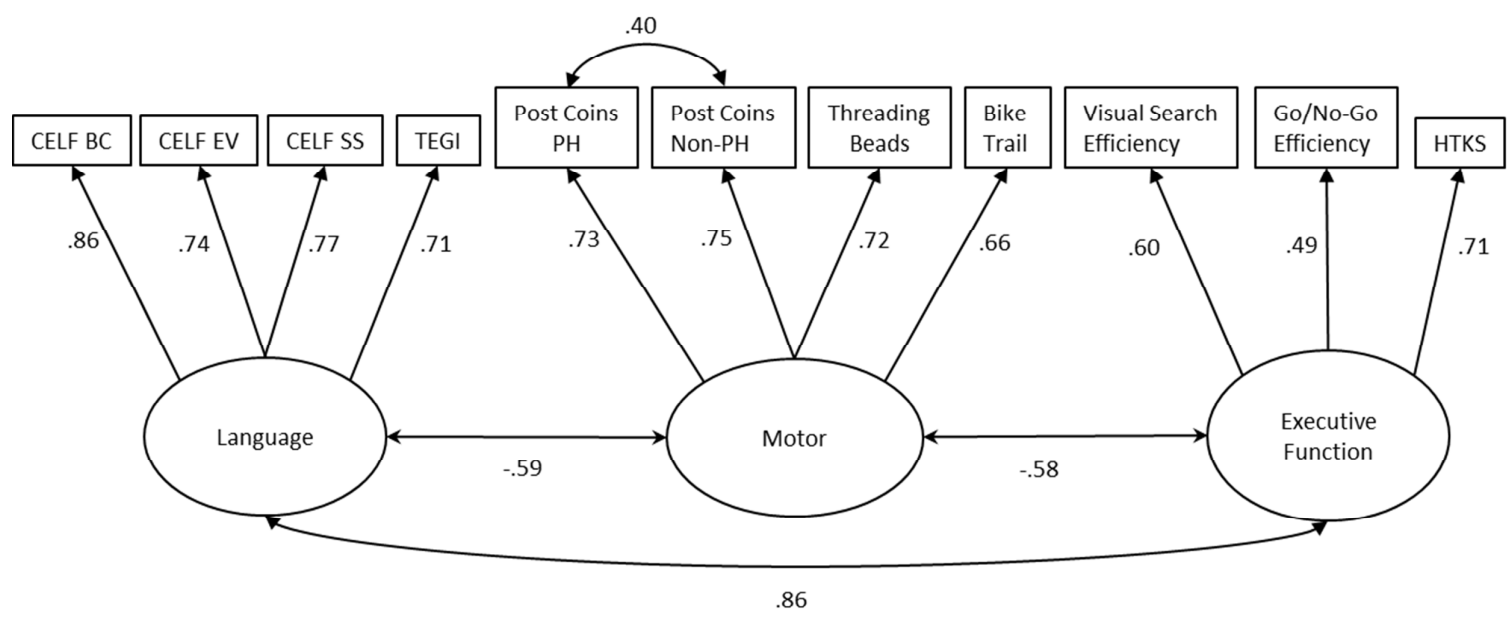 .40
CELF BC
CELF EV
CELF SS
TEGI
Post Coins
PH
Post Coins
Non-PH
Threading
Beads
Bike
Trail
Visual Search
Efficiency
Go/No-Go
Efficiency
HTKS
.86
.74
.77
.71
.73
.75
.72
.66
.60
.49
.71
Language
Motor
Executive
Function
-.59
-.58
.86